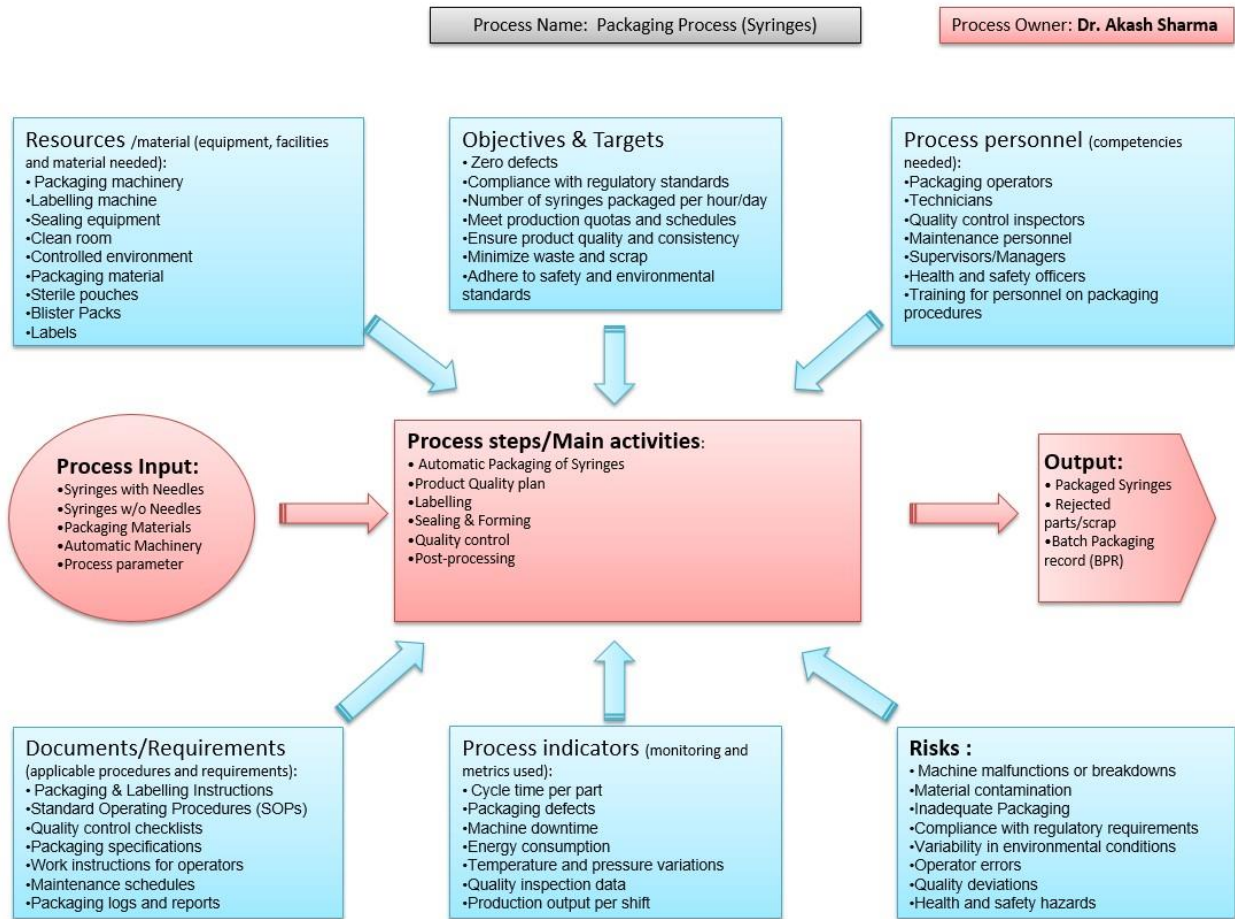 Process Name: Packaging Process (Syringes)
Process Owner: Dr. Akash Sharma
Resources /material (equipment, facilities
and material needed):
• Packaging machinery
•Labelling machine
•Sealing equipment
•Clean room
•Controlled environment
•Packaging material
•Sterile pouches
•Blister Packs
•Labels
Objectives & Targets
• Zero defects
•Compliance with regulatory standards
•Number of syringes packaged per hour/day
•Meet production quotas and schedules
•Ensure product quality and consistency
•Minimize waste and scrap
•Adhere to safety and environmental
standards
Process personnel (competencies
needed):
•Packaging operators
•Technicians
•Quality control inspectors
•Maintenance personnel
•Supervisors/Managers
•Health and safety officers
•Training for personnel on packaging
procedures
Process Input:
•Syringes with Needles
•Syringes w/o Needles
•Packaging Materials
•Automatic Machinery
•Process parameter
Process steps/Main activities:
• Automatic Packaging of Syringes
•Product Quality plan
•Labelling
•Sealing & Forming
•Quality control
•Post-processing
Output:
• Packaged Syringes
• Rejected
parts/scrap
•Batch Packaging
record (BPR)
Documents/Requirements
(applicable procedures and requirements):
• Packaging & Labelling Instructions
•Standard Operating Procedures (SOPs)
•Quality control checklists
•Packaging specifications
•Work instructions for operators
•Maintenance schedules
•Packaging logs and reports
Process indicators (monitoring and
metrics used):
• Cycle time per part
•Packaging defects
•Machine downtime
•Energy consumption
•Temperature and pressure variations
•Quality inspection data
•Production output per shift
Risks :
• Machine malfunctions or breakdowns
•Material contamination
•Inadequate Packaging
•Compliance with regulatory requirements
•Variability in environmental conditions
•Operator errors
•Quality deviations
•Health and safety hazards